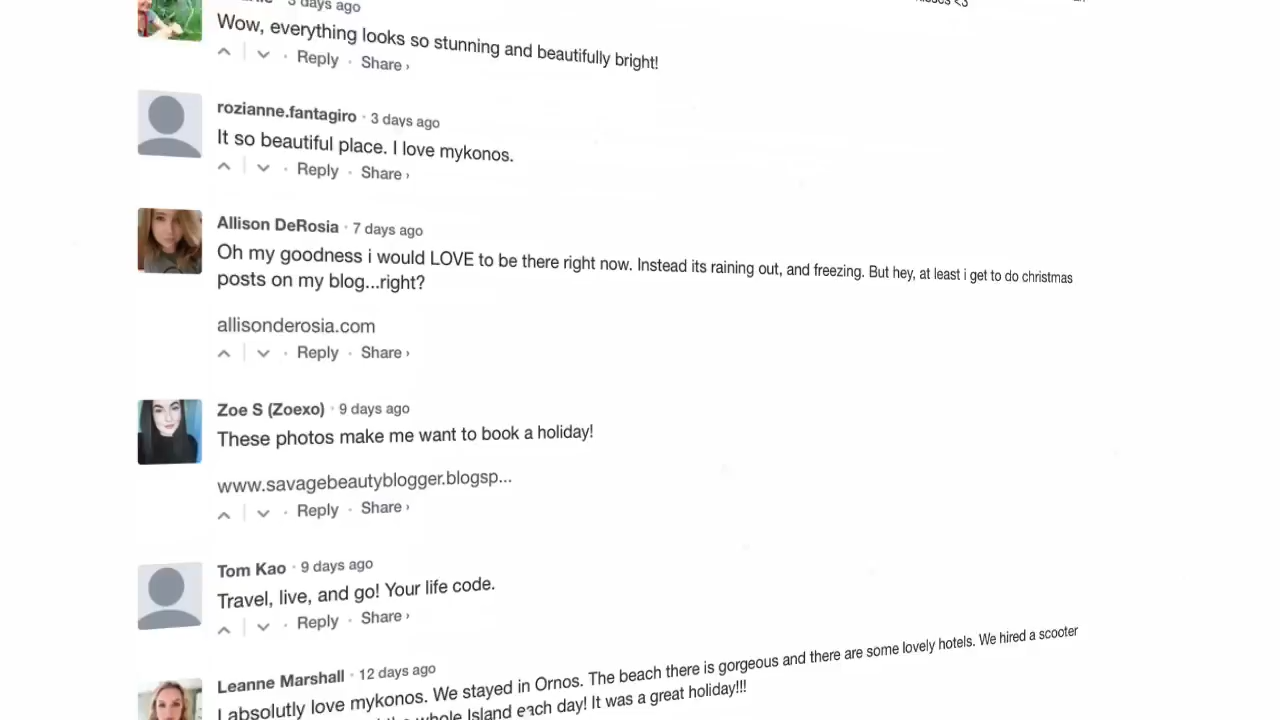 3 days ago
Wow, everything looks so stunning and beautifully bright!
Reply · Share ›
rozianne.fantagiro · 3 days ago
It so beautiful place. I love mykonos.
Reply · Share ›
Allison DeRosia · 7 days ago
Oh my goodness i would LOVE to be there right now. Instead its raining out, and freezing. But hey, at least i get to do christmas
posts on my blog...right?
allisonderosia.com
Reply · Share ›
Zoe S (Zoexo) · 9 days ago
These photos make me want to book a holiday!
www.savagebeautyblogger.blogsp...
Reply · Share ›
Tom Kao · 9 days ago
Travel, live, and go! Your life code.
Reply · Share ›
Leanne Marshall · 12 days ago
I absolutly love mykonos. We stayed in Ornos. The beach there is gorgeous and there are some lovely hotels. We hired a scooter
whole Island each day! It was a great holiday!!!